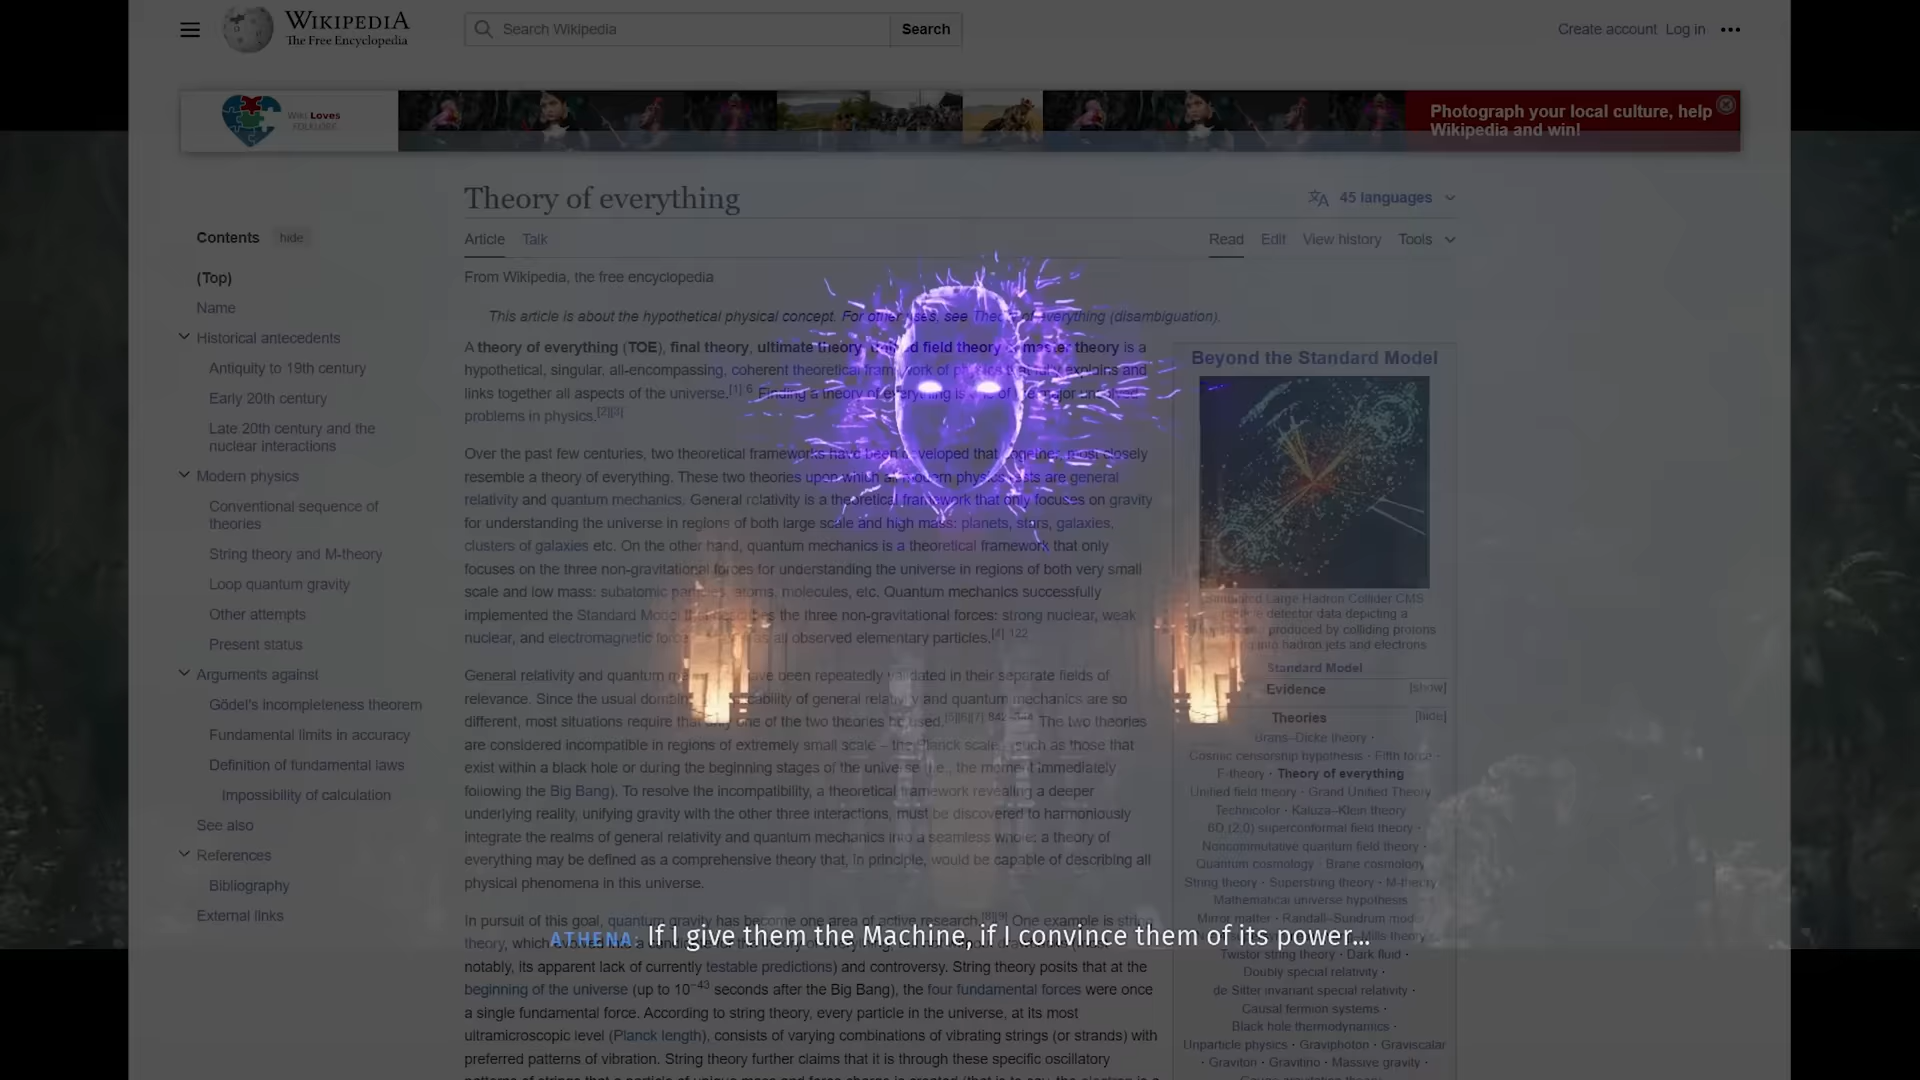 WIKIPEDIA
The Free Encyclopedia
Search Wikipedia
Search
Create account Log in
Wiki Loves
FOLKLORE
Photograph your local culture, help
Wikipedia and win!
Theory of everything
45 languages
Contents hide
(Top)
Name
Historical antecedents
Antiquity to 19th century
Early 20th century
Late 20th century and the
nuclear interactions
Modern physics
Conventional sequence of
theories
String theory and M-theory
Loop quantum gravity
Other attempts
Present status
Arguments against
Gödel's incompleteness theorem
Fundamental limits in accuracy
Definition of fundamental laws
Impossibility of calculation
See also
References
Bibliography
External links
Article Talk
Read Edit View history Tools
From Wikipedia, the free encyclopedia
This article is about the hypothetical physical concept. For other uses, see Theory of everything (disambiguation).
A theory of everything (TOE), final theory, ultimate theory, unified field theory or master theory is a
hypothetical, singular, all-encompassing, coherent theoretical framework of physics that fully explains and
links together all aspects of the universe.[1]:6 Finding a theory of everything is one of the major unsolved
problems in physics.[2][3]
Over the past few centuries, two theoretical frameworks have been developed that, together, most closely
resemble a theory of everything. These two theories upon which all modern physics rests are general
relativity and quantum mechanics. General relativity is a theoretical framework that only focuses on gravity
for understanding the universe in regions of both large scale and high mass: planets, stars, galaxies,
clusters of galaxies etc. On the other hand, quantum mechanics is a theoretical framework that only
focuses on the three non-gravitational forces for understanding the universe in regions of both very small
scale and low mass: subatomic particles, atoms, molecules, etc. Quantum mechanics successfully
implemented the Standard Model that describes the three non-gravitational forces: strong nuclear, weak
nuclear, and electromagnetic force as all observed elementary particles.[4]:122
General relativity and quantum mechanics have been repeatedly validated in their separate fields of
relevance. Since the usual domains of applicability of general relativity and quantum mechanics are so
different, most situations require that only one of the two theories be used.[5][6][7]:842–844 The two theories
are considered incompatible in regions of extremely small scale – the Planck scale – such as those that
exist within a black hole or during the beginning stages of the universe (i.e., the moment immediately
following the Big Bang). To resolve the incompatibility, a theoretical framework revealing a deeper
underlying reality, unifying gravity with the other three interactions, must be discovered to harmoniously
integrate the realms of general relativity and quantum mechanics into a seamless whole: a theory of
everything may be defined as a comprehensive theory that, in principle, would be capable of describing all
physical phenomena in this universe.
In pursuit of this goal, quantum gravity has become one area of active research.[8][9] One example is string
theory, which evolved into a candidate
notably, its apparent lack of currently testable predictions) and controversy. String theory posits that at the
beginning of the universe (up to 10−43 seconds after the Big Bang), the four fundamental forces were once
a single fundamental force. According to string theory, every particle in the universe, at its most
ultramicroscopic level (Planck length), consists of varying combinations of vibrating strings (or strands) with
preferred patterns of vibration. String theory further claims that it is through these specific oscillatory
Beyond the Standard Model
Simulated Large Hadron Collider CMS
particle detector data depicting a
produced by colliding protons
into hadron jets and electrons
Standard Model
Evidence [show]
Theories [hide]
Brans–Dicke theory ·
Cosmic censorship hypothesis · Fifth force ·
F-theory · Theory of everything
Unified field theory · Grand Unified Theory
Technicolor · Kaluza–Klein theory
6D (2,0) superconformal field theory ·
Noncommutative quantum field theory ·
Quantum cosmology · Brane cosmology
String theory · Superstring theory · M-theory
Mathematical universe hypothesis
Mirror matter · Randall–Sundrum model
Mills theory
Twistor string theory · Dark fluid ·
Doubly special relativity ·
de Sitter invariant special relativity ·
Causal fermion systems ·
Black hole thermodynamics ·
Unparticle physics · Graviphoton · Graviscalar
· Graviton · Gravitino · Massive gravity ·
ATHENA: If I give them the Machine, if I convince them of its power...